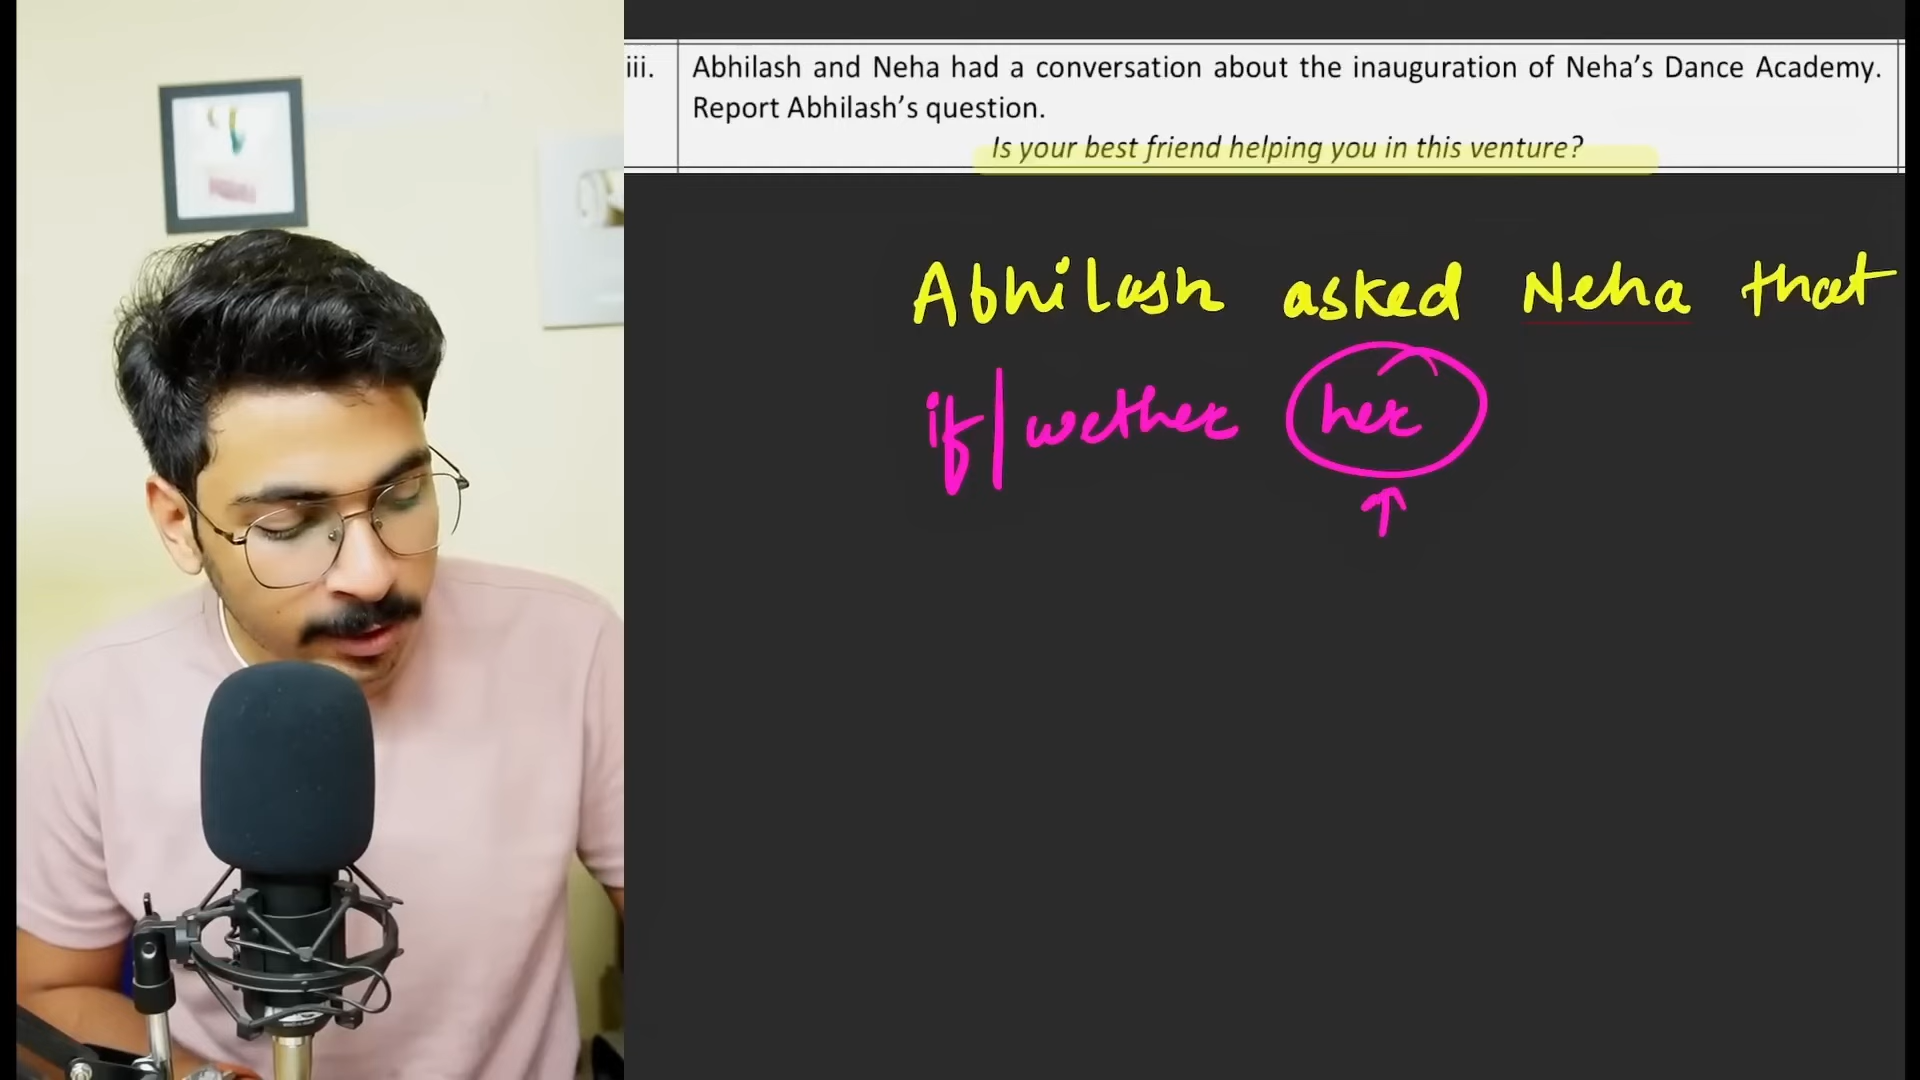 iii. Abhilash and Neha had a conversation about the inauguration of Neha’s Dance Academy.
Report Abhilash’s question.
Is your best friend helping you in this venture?
Abhilash asked Neha that
if/wether her